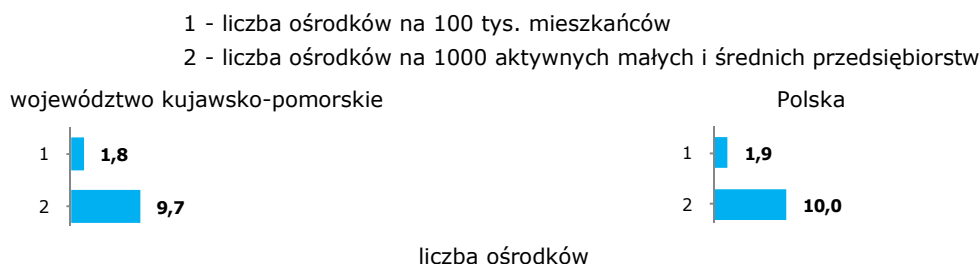 1 - liczba ośrodków na 100 tys. mieszkańców
2 - liczba ośrodków na 1000 aktywnych małych i średnich przedsiębiorstw
województwo kujawsko-pomorskie
Polska
1 1,8
2 9,7
1 1,9
2 10,0
liczba ośrodków